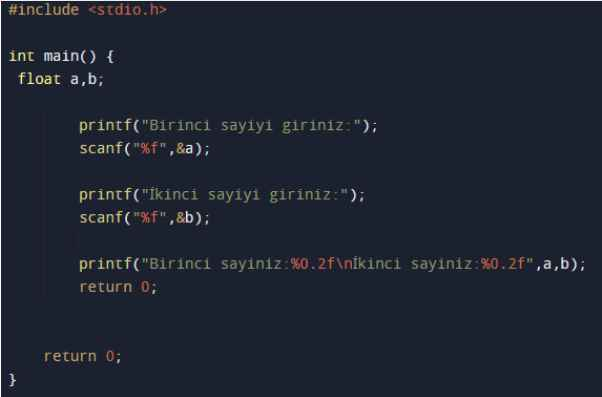 #include <stdio.h>
int main() {
float a,b;
printf("Birinci sayiyi giriniz:");
scanf("%f",&a);
printf("İkinci sayiyi giriniz:");
scanf("%f",&b);
printf("Birinci sayiniz:%0.2f\nİkinci sayiniz:%0.2f",a,b);
return 0;
return 0;
}